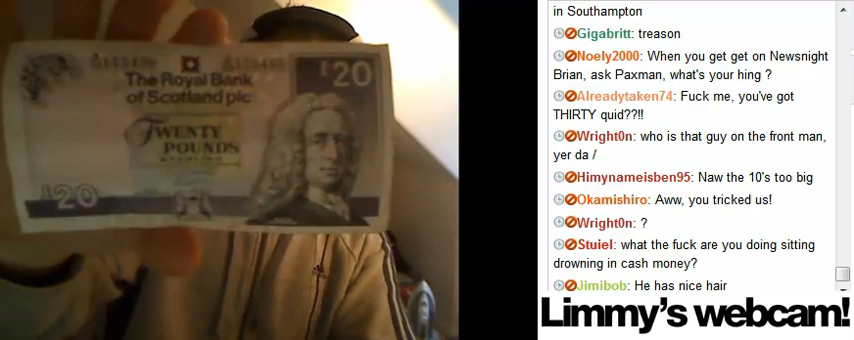 £20
The Royal Bank
of Scotland plc
TWENTY
POUNDS
£20
in Southampton
Gigabritt: treason
Noely2000: When you get get on Newsnight
Brian, ask Paxman, what's your hing ?
Alreadytaken74: Fuck me, you've got
THIRTY quid??!!
Wright0n: who is that guy on the front man,
yer da /
Himynameisben95: Naw the 10's too big
Okamishiro: Aww, you tricked us!
Wright0n: ?
Stuiel: what the fuck are you doing sitting
drowning in cash money?
Jimibob: He has nice hair
Limmy's webcam!